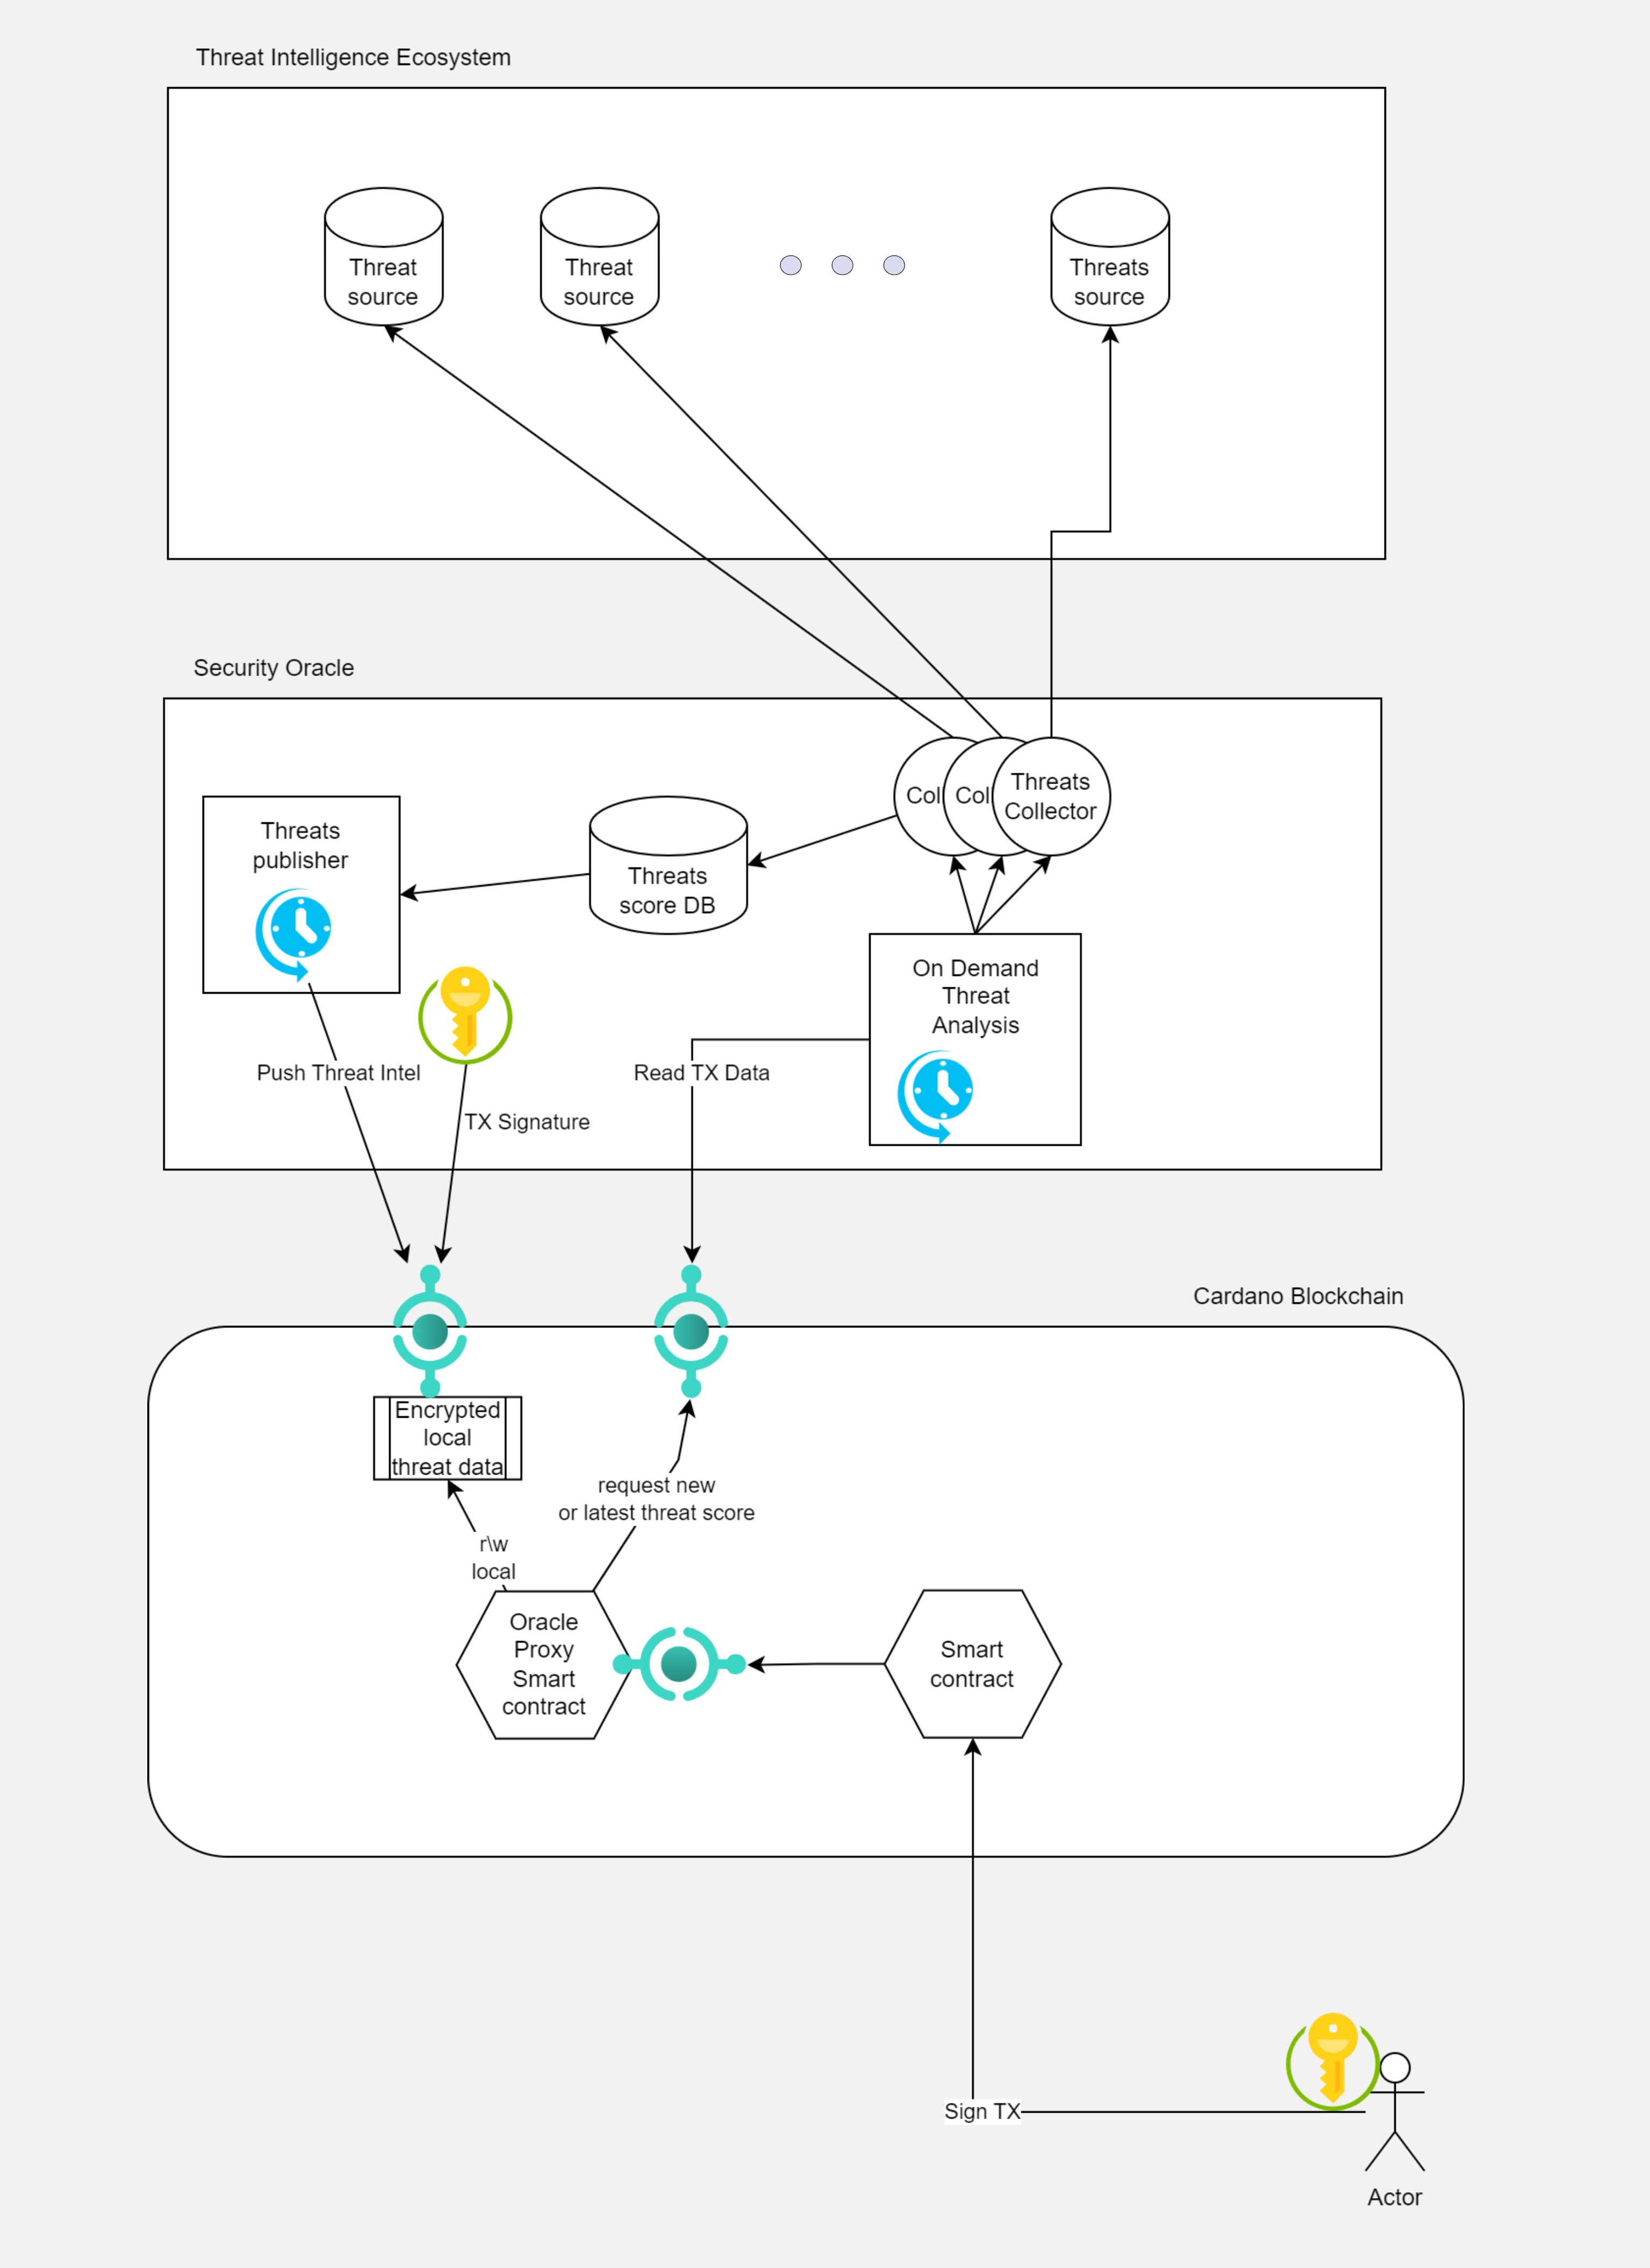 Threat Intelligence Ecosystem
Threat
source
Threat
source
Threats
source
Security Oracle
Col
Col
Threats
Collector
Threats
publisher
Threats
score DB
On Demand
Threat
Analysis
Push Threat Intel
Read TX Data
TX Signature
Cardano Blockchain
Encrypted
local
threat data
request new
or latest threat score
r\w
local
Oracle
Proxy
Smart
contract
Smart
contract
Sign TX
Actor